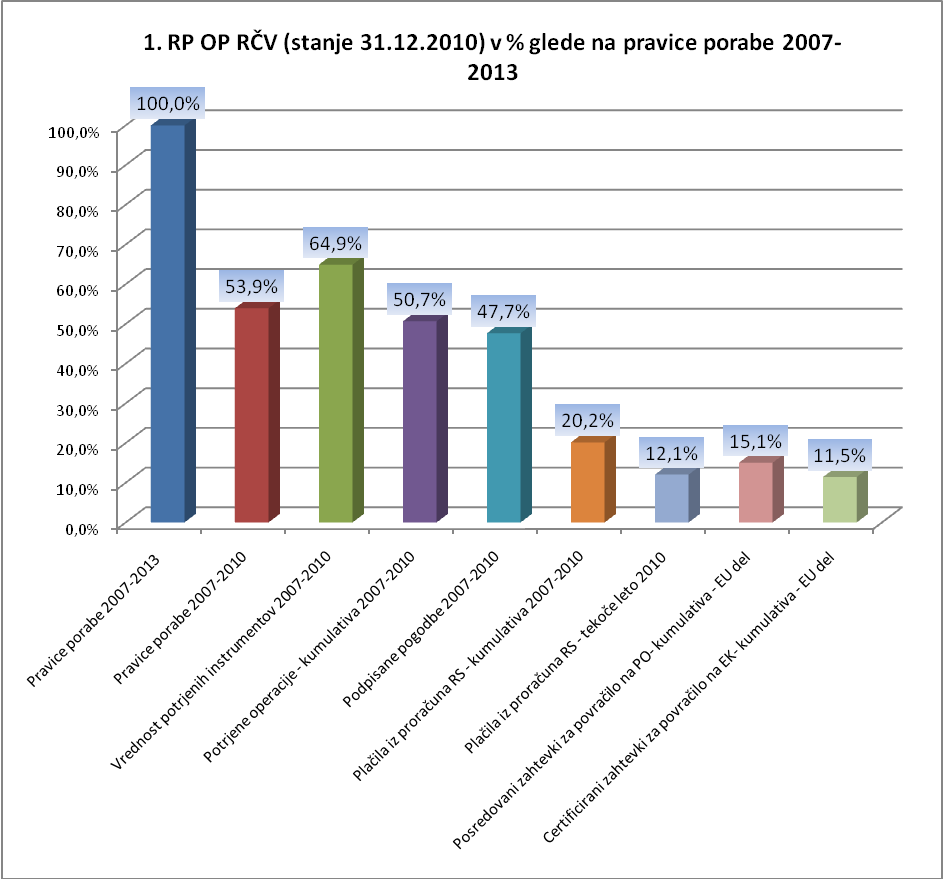 1. RP OP RČV (stanje 31.12.2010) v % glede na pravice porabe 2007-
2013
100,0%
90,0%
80,0%
70,0%
60,0%
50,0%
40,0%
30,0%
20,0%
10,0%
0,0%
100,0%
53,9%
64,9%
50,7%
47,7%
20,2%
12,1%
15,1%
11,5%
Pravice porabe 2007-2013
Pravice porabe 2007-2010
Vrednost potrjenih instrumentov 2007-2010
Potrjene operacije - kumulativa 2007-2010
Podpisane pogodbe 2007-2010
Plačila iz proračuna RS - kumulativa 2007-2010
Plačila iz proračuna RS - tekoče leto 2010
Posredovani zahtevki za povračilo na PO- kumulativa - EU del
Certificirani zahtevki za povračilo na EK- kumulativa - EU del